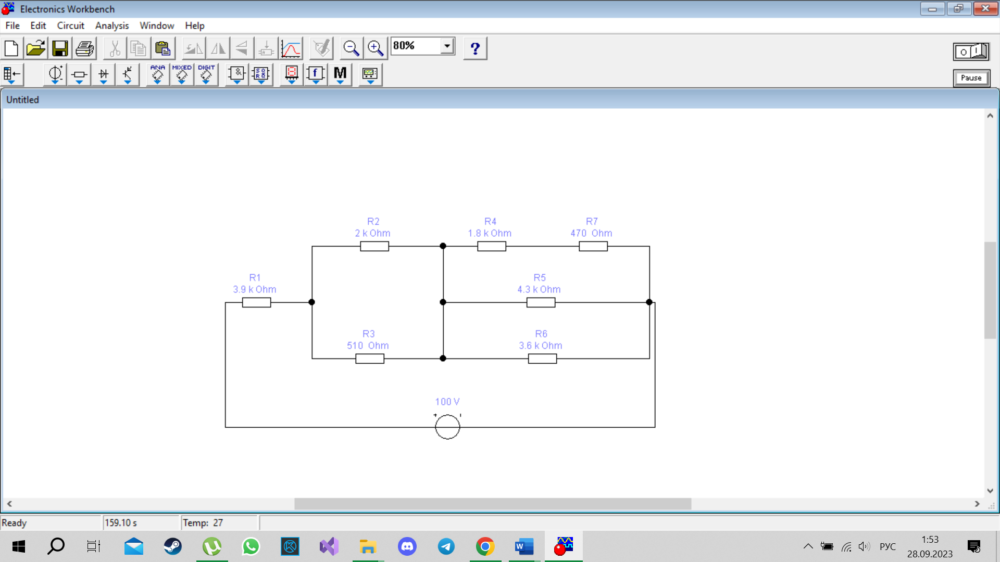 Electronics Workbench
File Edit Circuit Analysis Window Help
80%
?
ANA MIXED DIGIT
&
f
M
Pause
Untitled
R2
2 k Ohm
R4
1.8 k Ohm
R7
470 Ohm
R1
3.9 k Ohm
R5
4.3 k Ohm
R3
510 Ohm
R6
3.6 k Ohm
100 V
Ready 159.10 s Temp: 27
РУС
1:53
28.09.2023